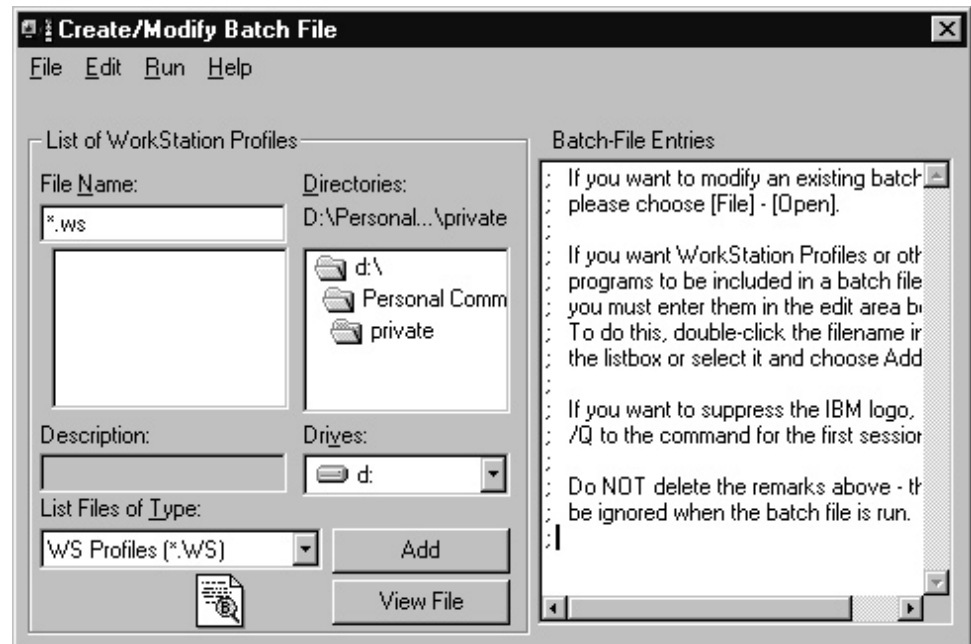 Create/Modify Batch File
File Edit Run Help
List of WorkStation Profiles
File Name:
*.ws
Directories:
D:\Personal...\private
d:\
Personal Comm
private
Description:
Drives:
d:
List Files of Type:
WS Profiles (*.WS)
Add
View File
Batch-File Entries
; If you want to modify an existing batch
; please choose [File] - [Open].
;
; If you want WorkStation Profiles or oth
; programs to be included in a batch file
; you must enter them in the edit area b
; To do this, double-click the filename in
; the listbox or select it and choose Add
;
; If you want to suppress the IBM logo,
; /Q to the command for the first session
;
; Do NOT delete the remarks above - th
; be ignored when the batch file is run.
;